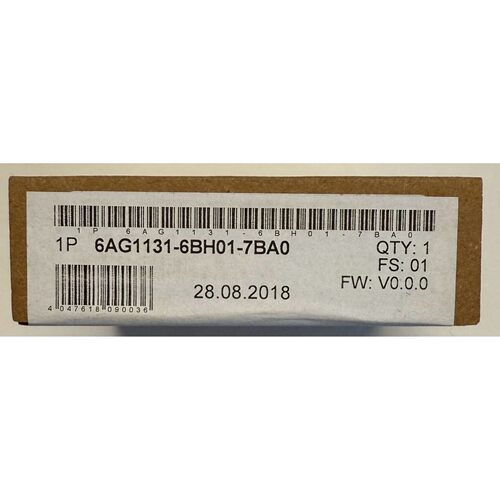 1P 6AG1131-6BH01-7BA0
1P 6AG1131-6BH01-7BA0
QTY: 1
FS: 01
FW: V0.0.0
28.08.2018
4 047618 090036